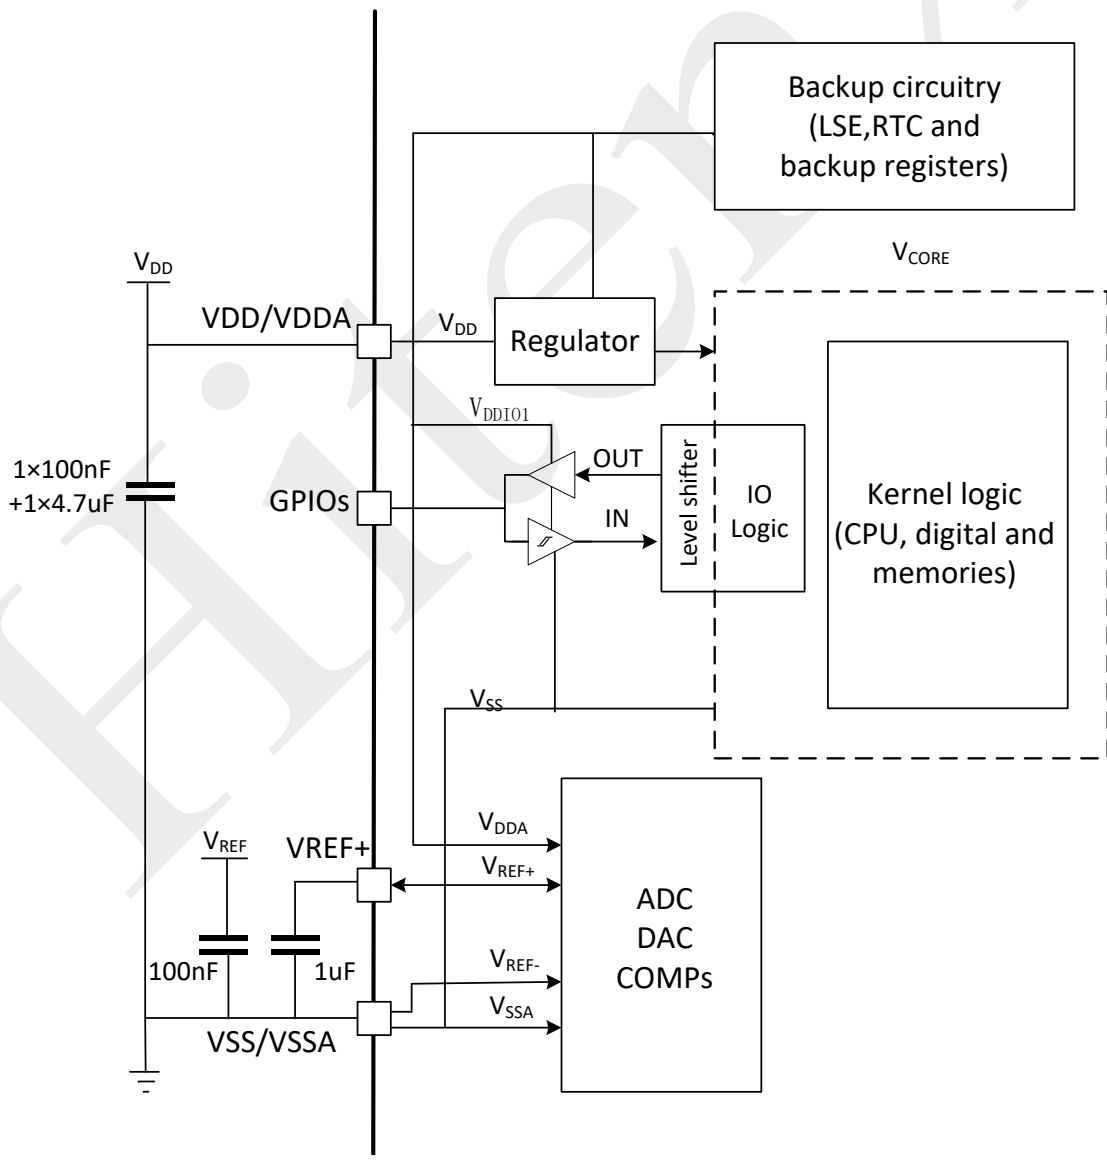 Backup circuitry
(LSE,RTC and
backup registers)
VCORE
VDD
VDD/VDDA
VDD
Regulator
VDDIO1
1×100nF
+1×4.7uF
GPIOs
OUT
IN
Level shifter
IO
Logic
Kernel logic
(CPU, digital and
memories)
VSS
VDDA
VREF
VREF+
VREF+
ADC
DAC
COMPs
100nF
1uF
VREF-
VSSA
VSS/VSSA